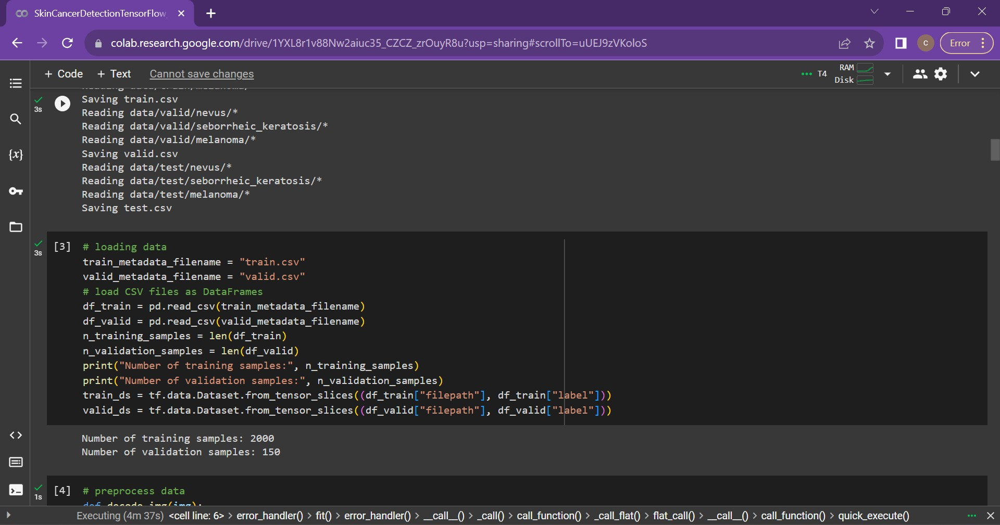 SkinCancerDetectionTensorFlow
colab.research.google.com/drive/1YXL8r1v88Nw2aiuc35_CZCZ_zrOuyR8u?usp=sharing#scrollTo=uUEJ9zVKoloS
C
Error
+ Code + Text Cannot save changes
T4
RAM
Disk
3s
Saving train.csv
Reading data/valid/nevus/*
Reading data/valid/seborrheic_keratosis/*
Reading data/valid/melanoma/*
Saving valid.csv
Reading data/test/nevus/*
Reading data/test/seborrheic_keratosis/*
Reading data/test/melanoma/*
Saving test.csv
3s
[3] # loading data
train_metadata_filename = "train.csv"
valid_metadata_filename = "valid.csv"
# load CSV files as DataFrames
df_train = pd.read_csv(train_metadata_filename)
df_valid = pd.read_csv(valid_metadata_filename)
n_training_samples = len(df_train)
n_validation_samples = len(df_valid)
print("Number of training samples:", n_training_samples)
print("Number of validation samples:", n_validation_samples)
train_ds = tf.data.Dataset.from_tensor_slices((df_train["filepath"], df_train["label"]))
valid_ds = tf.data.Dataset.from_tensor_slices((df_valid["filepath"], df_valid["label"]))
Number of training samples: 2000
Number of validation samples: 150
1s
[4] # preprocess data
def decode_img(img):
Executing (4m 37s) <cell line: 6> > error_handler() > fit() > error_handler() > __call__() > _call() > call_function() > _call_flat() > flat_call() > __call__() > call_function() > quick_execute()